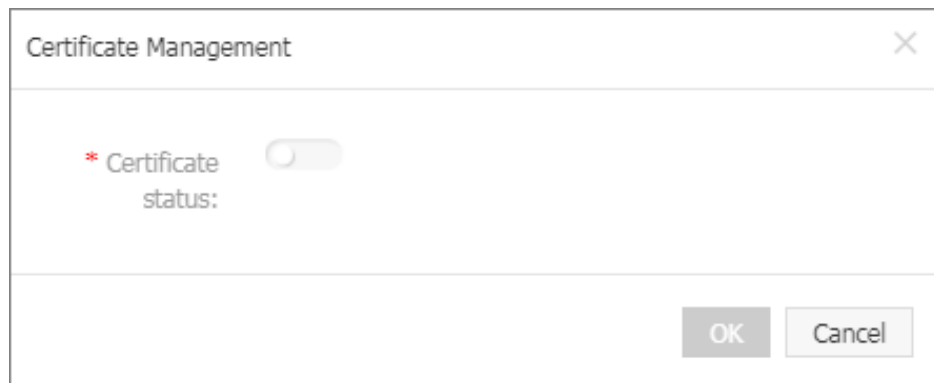 Certificate Management
* Certificate
status:
OK
Cancel